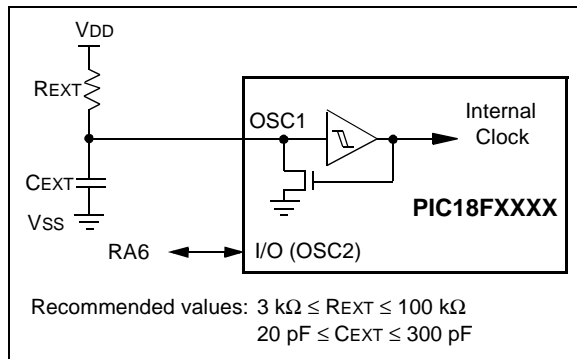 VDD
REXT
OSC1
Internal
Clock
CEXT
PIC18FXXXX
VSS
RA6
I/O (OSC2)
Recommended values: 3 kΩ ≤ REXT ≤ 100 kΩ
20 pF ≤ CEXT ≤ 300 pF